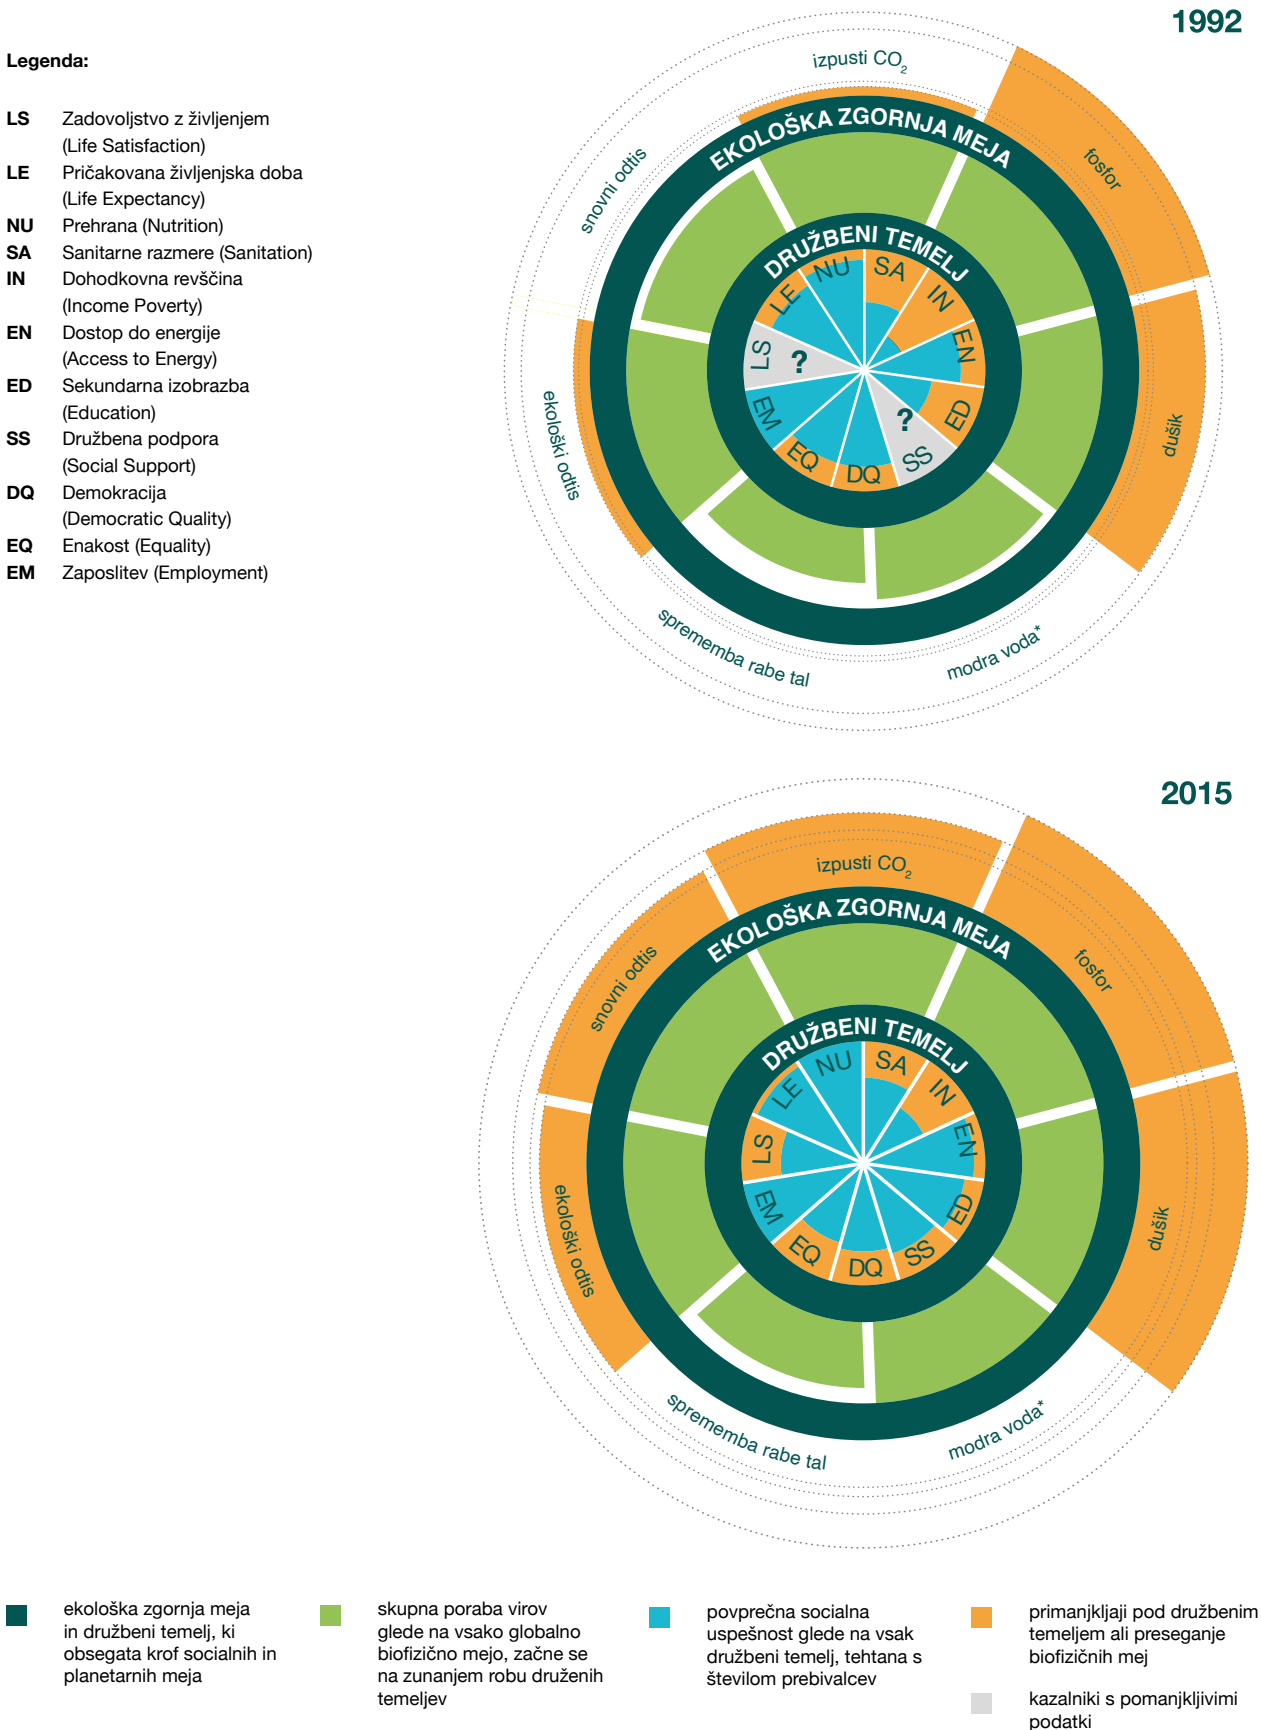 1992
Legenda:
LS Zadovoljstvo z življenjem
(Life Satisfaction)
LE Pričakovana življenjska doba
(Life Expectancy)
NU Prehrana (Nutrition)
SA Sanitarne razmere (Sanitation)
IN Dohodkovna revščina
(Income Poverty)
EN Dostop do energije
(Access to Energy)
ED Sekundarna izobrazba
(Education)
SS Družbena podpora
(Social Support)
DQ Demokracija
(Democratic Quality)
EQ Enakost (Equality)
EM Zaposlitev (Employment)
izpusti CO₂
fosfor
dušik
modra voda*
sprememba rabe tal
ekološki odtis
snovni odtis
EKOLOŠKA ZGORNJA MEJA
DRUŽBENI TEMELJ
NU
SA
IN
EN
ED
SS
?
DQ
EQ
EM
LS
?
LE
2015
izpusti CO₂
fosfor
dušik
modra voda*
sprememba rabe tal
ekološki odtis
snovni odtis
EKOLOŠKA ZGORNJA MEJA
DRUŽBENI TEMELJ
NU
SA
IN
EN
ED
SS
DQ
EQ
EM
LS
LE
ekološka zgornja meja
in družbeni temelj, ki
obsegata krof socialnih in
planetarnih meja
skupna poraba virov
glede na vsako globalno
biofizično mejo, začne se
na zunanjem robu druženih
temeljev
povprečna socialna
uspešnost glede na vsak
družbeni temelj, tehtana s
številom prebivalcev
primanjkljaji pod družbenim
temeljem ali preseganje
biofizičnih mej
kazalniki s pomanjkljivimi
podatki